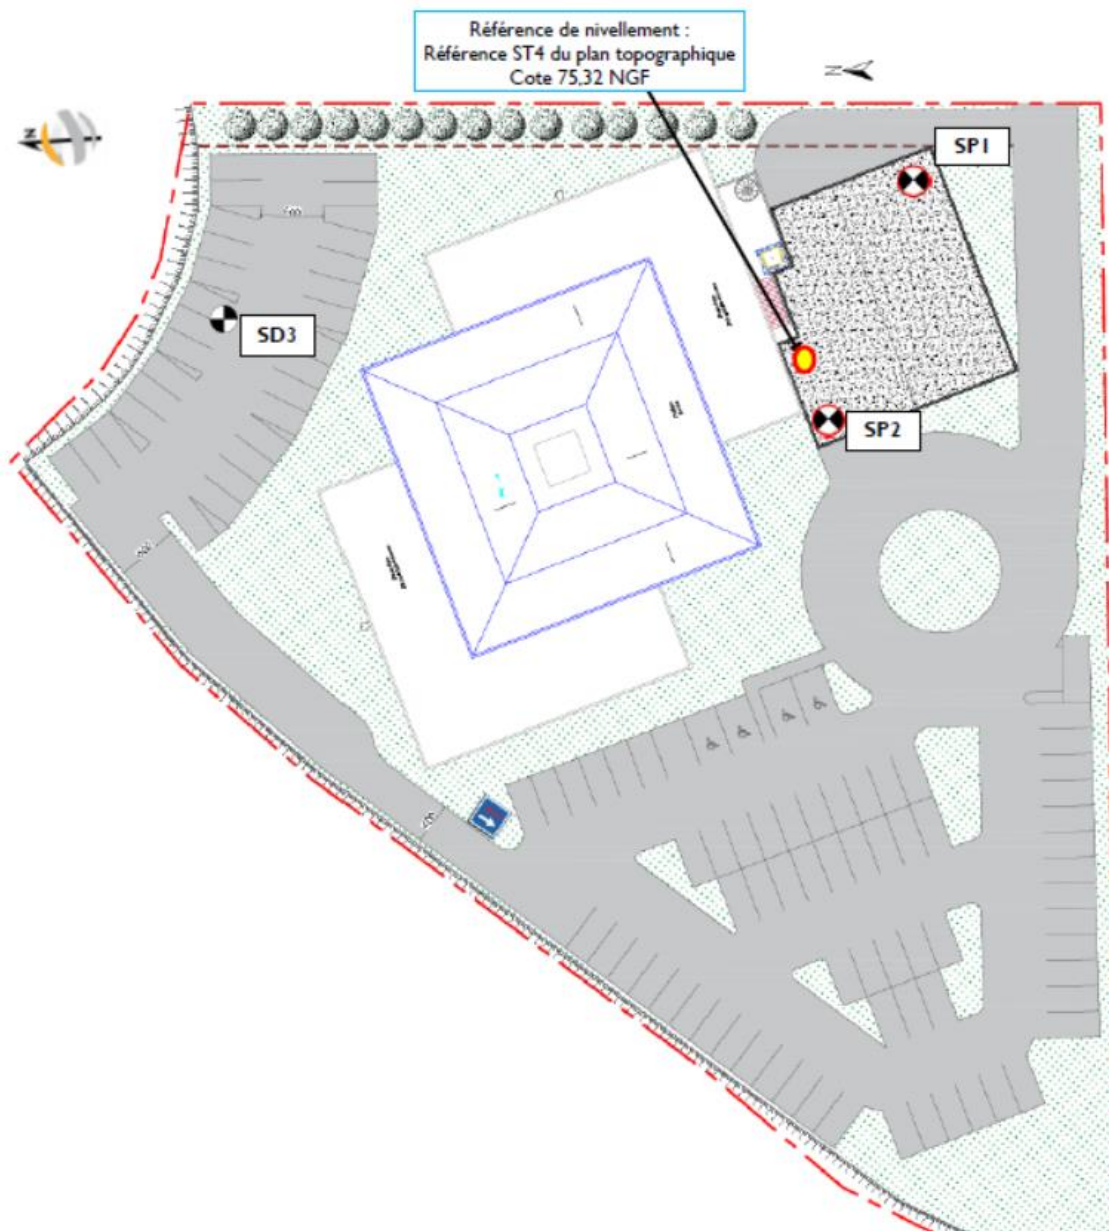 Référence de nivellement :
Référence ST4 du plan topographique
Cote 75,32 NGF
N
N
SP1
SD3
SP2